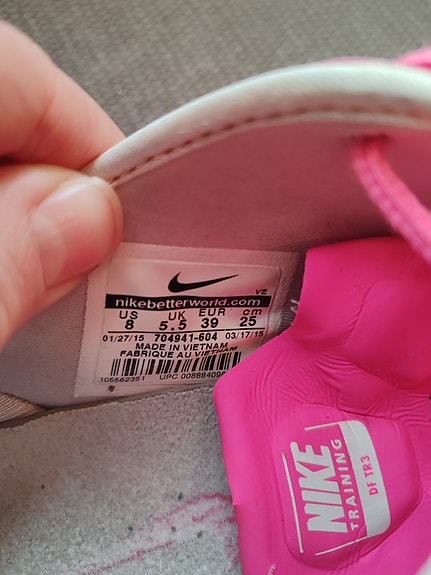 VE
nikebetterworld.com
US UK EUR cm
8 5.5 39 25
01/27/15 704941-604 03/17/15
MADE IN VIETNAM
FABRIQUE AU VIETNAM
105562351 UPC
NIKE
TRAINING
DF TR3